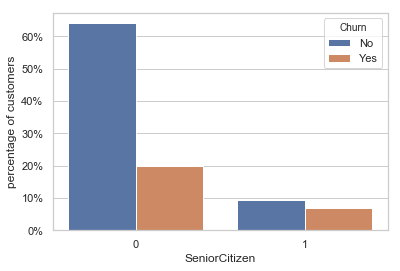 Churn
No
Yes
60%
50%
40%
30%
20%
10%
0%
percentage of customers
0
1
SeniorCitizen